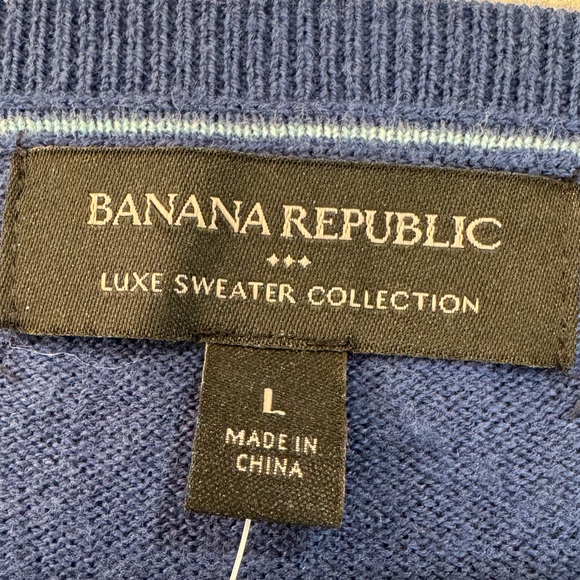 BANANA REPUBLIC
LUXE SWEATER COLLECTION
L
MADE IN
CHINA